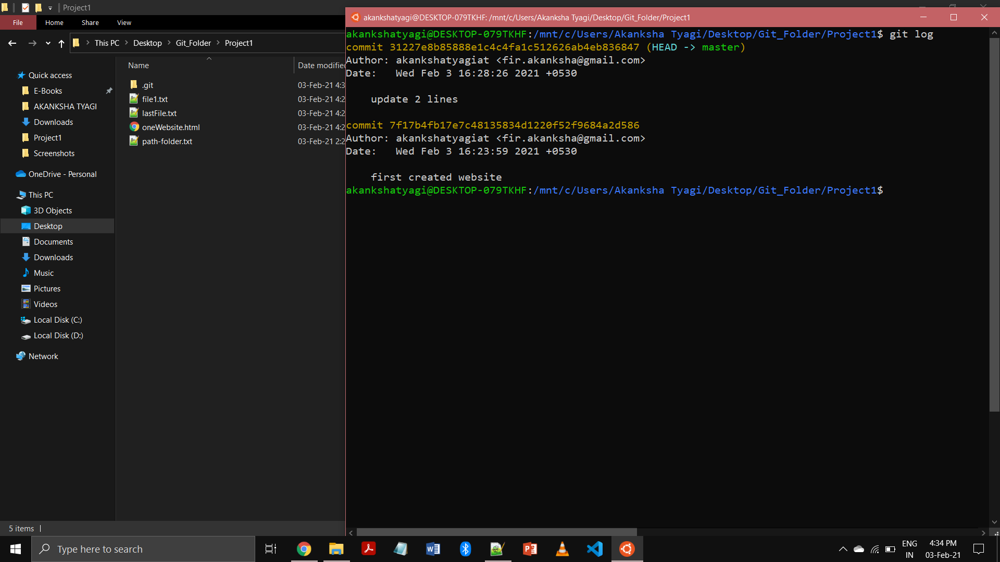 Project1
File Home Share View
This PC Desktop Git_Folder Project1
Name Date modified
Quick access
E-Books
AKANKSHA TYAGI
Downloads
Project1
Screenshots
OneDrive - Personal
This PC
3D Objects
Desktop
Documents
Downloads
Music
Pictures
Videos
Local Disk (C:)
Local Disk (D:)
Network
.git 03-Feb-21 4:3
file1.txt 03-Feb-21 4:2
lastFile.txt 03-Feb-21 4:2
oneWebsite.html 03-Feb-21 4:2
path-folder.txt 03-Feb-21 2:2
5 items
akankshatyagi@DESKTOP-079TKHF: /mnt/c/Users/Akanksha Tyagi/Desktop/Git_Folder/Project1
akankshatyagi@DESKTOP-079TKHF:/mnt/c/Users/Akanksha Tyagi/Desktop/Git_Folder/Project1$ git log
commit 31227e8b85888e1c4c4fa1c512626ab4eb836847 (HEAD -> master)
Author: akankshatyagiat <fir.akanksha@gmail.com>
Date:   Wed Feb 3 16:28:26 2021 +0530
update 2 lines
commit 7f17b4fb17e7c48135834d1220f52f9684a2d586
Author: akankshatyagiat <fir.akanksha@gmail.com>
Date:   Wed Feb 3 16:23:59 2021 +0530
first created website
akankshatyagi@DESKTOP-079TKHF:/mnt/c/Users/Akanksha Tyagi/Desktop/Git_Folder/Project1$
Type here to search
ENG
IN
4:34 PM
03-Feb-21